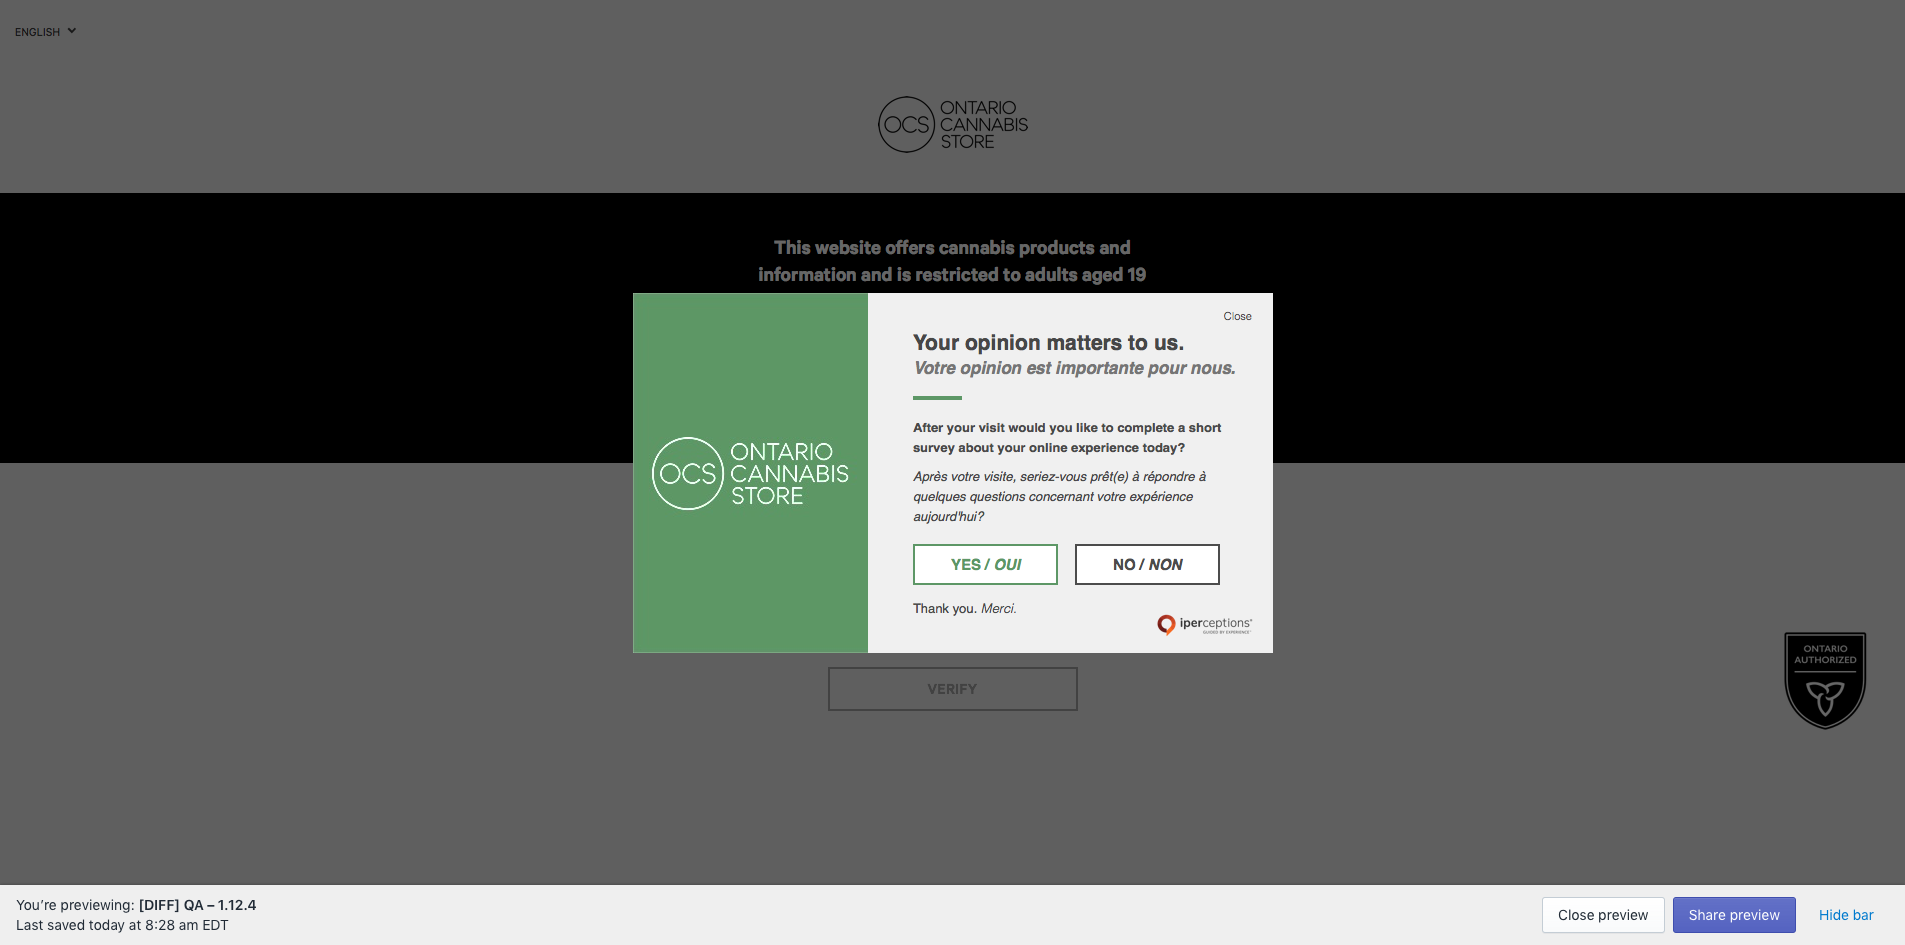 ENGLISH
OCS ONTARIO
CANNABIS
STORE
This website offers cannabis products and
information and is restricted to adults aged 19
Close
Your opinion matters to us.
Votre opinion est importante pour nous.
After your visit would you like to complete a short
survey about your online experience today?
Après votre visite, seriez-vous prêt(e) à répondre à
quelques questions concernant votre expérience
aujourd'hui?
OCS ONTARIO
CANNABIS
STORE
YES / OUI
NO / NON
Thank you. Merci.
iperceptions
GUIDED BY EXPERIENCE
VERIFY
ONTARIO
AUTHORIZED
You’re previewing: [DIFF] QA – 1.12.4
Last saved today at 8:28 am EDT
Close preview
Share preview
Hide bar